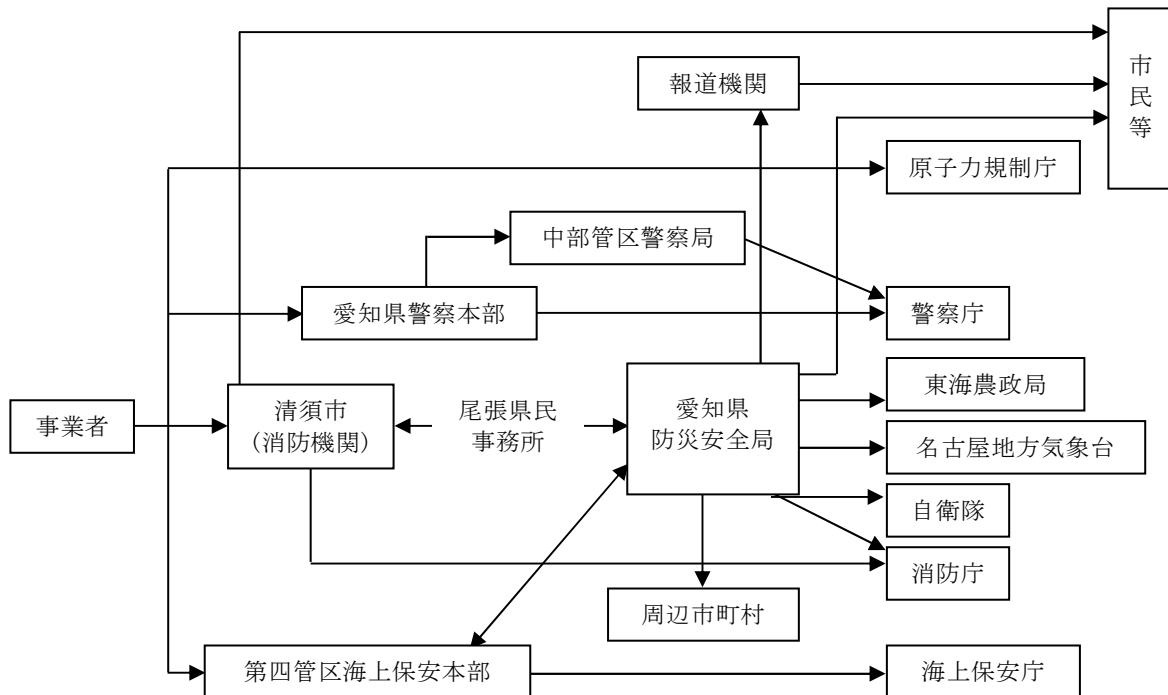 市
民
等
報道機関
原子力規制庁
中部管区警察局
愛知県警察本部
警察庁
東海農政局
事業者
清須市
(消防機関)
尾張県民
事務所
愛知県
防災安全局
名古屋地方気象台
自衛隊
消防庁
周辺市町村
第四管区海上保安本部
海上保安庁